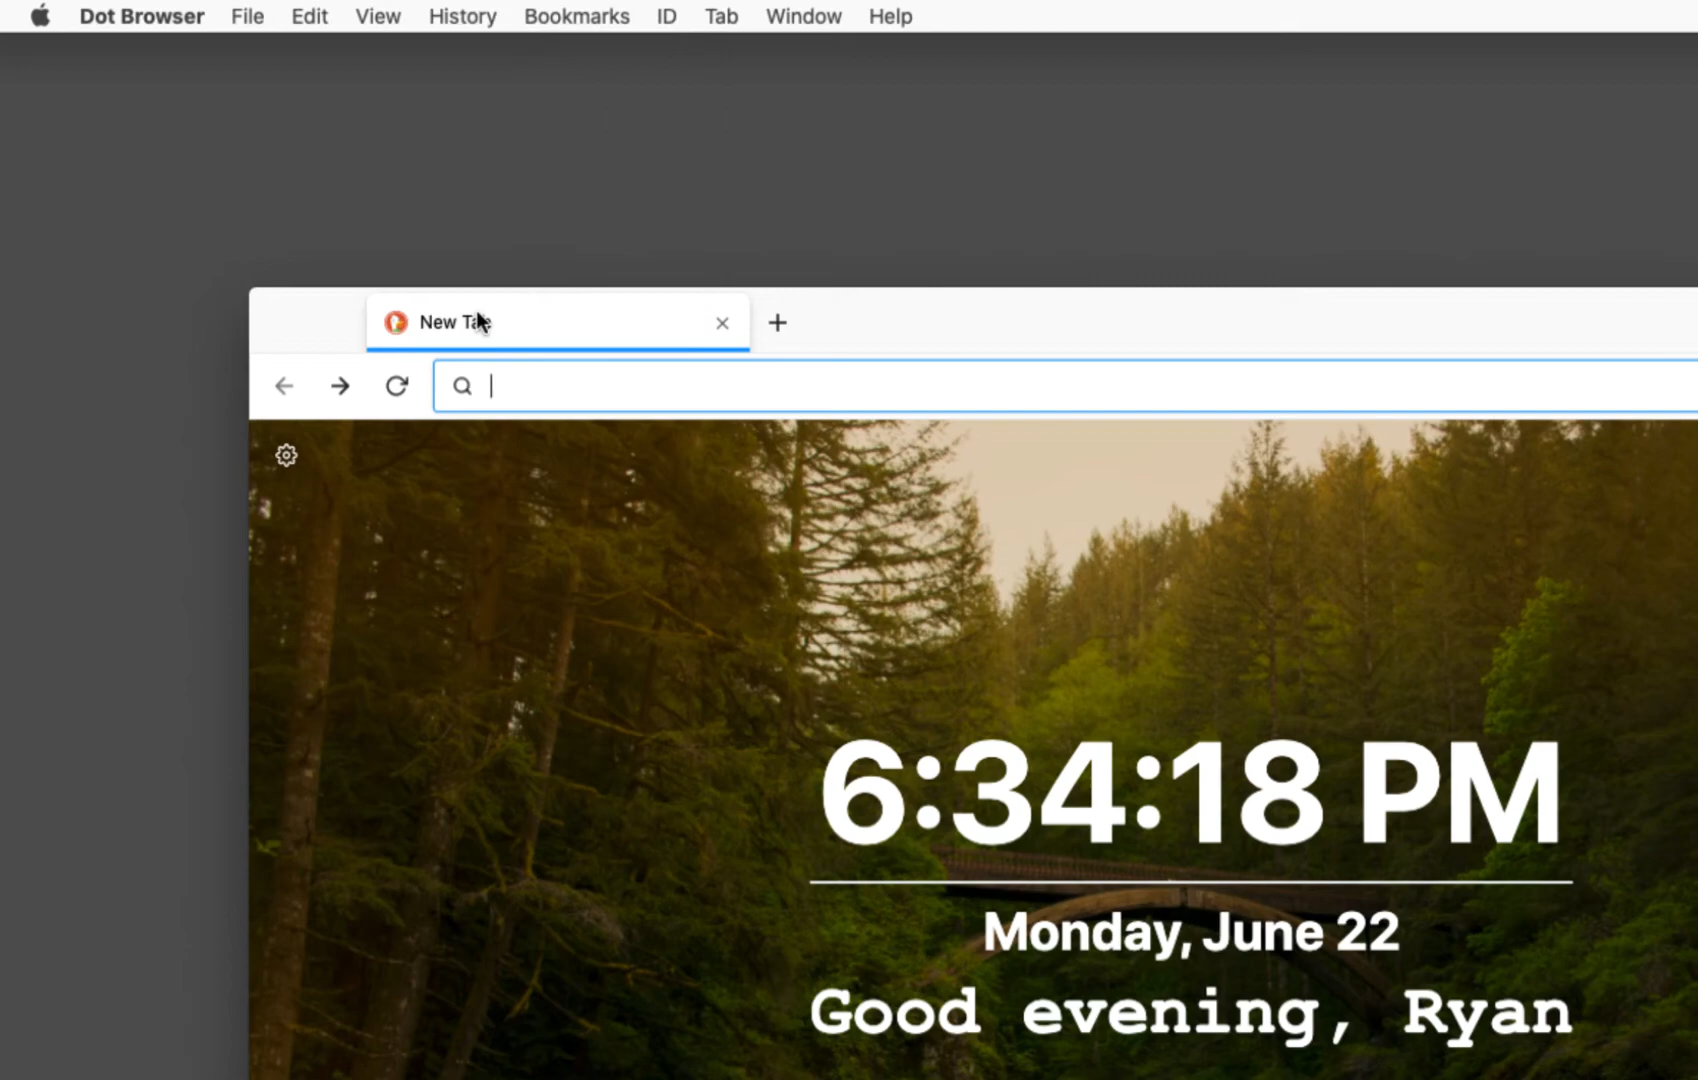 Dot Browser File Edit View History Bookmarks ID Tab Window Help
New Tab
6:34:18 PM
Monday, June 22
Good evening, Ryan